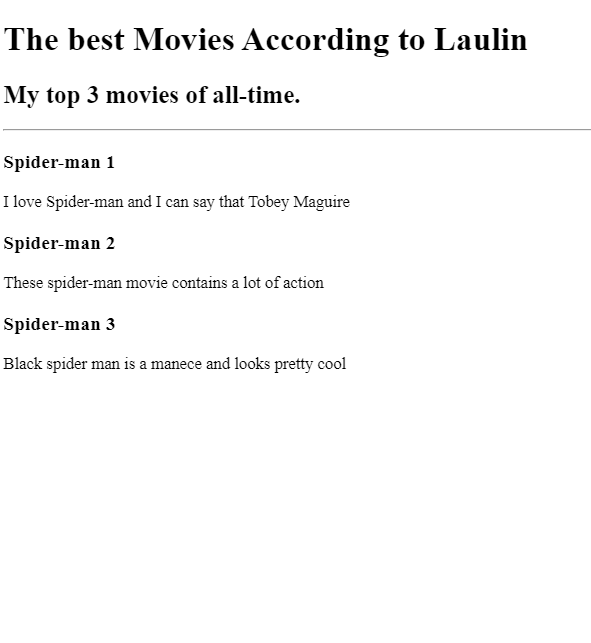 The best Movies According to Laulin
My top 3 movies of all-time.
Spider-man 1
I love Spider-man and I can say that Tobey Maguire
Spider-man 2
These spider-man movie contains a lot of action
Spider-man 3
Black spider man is a manece and looks pretty cool